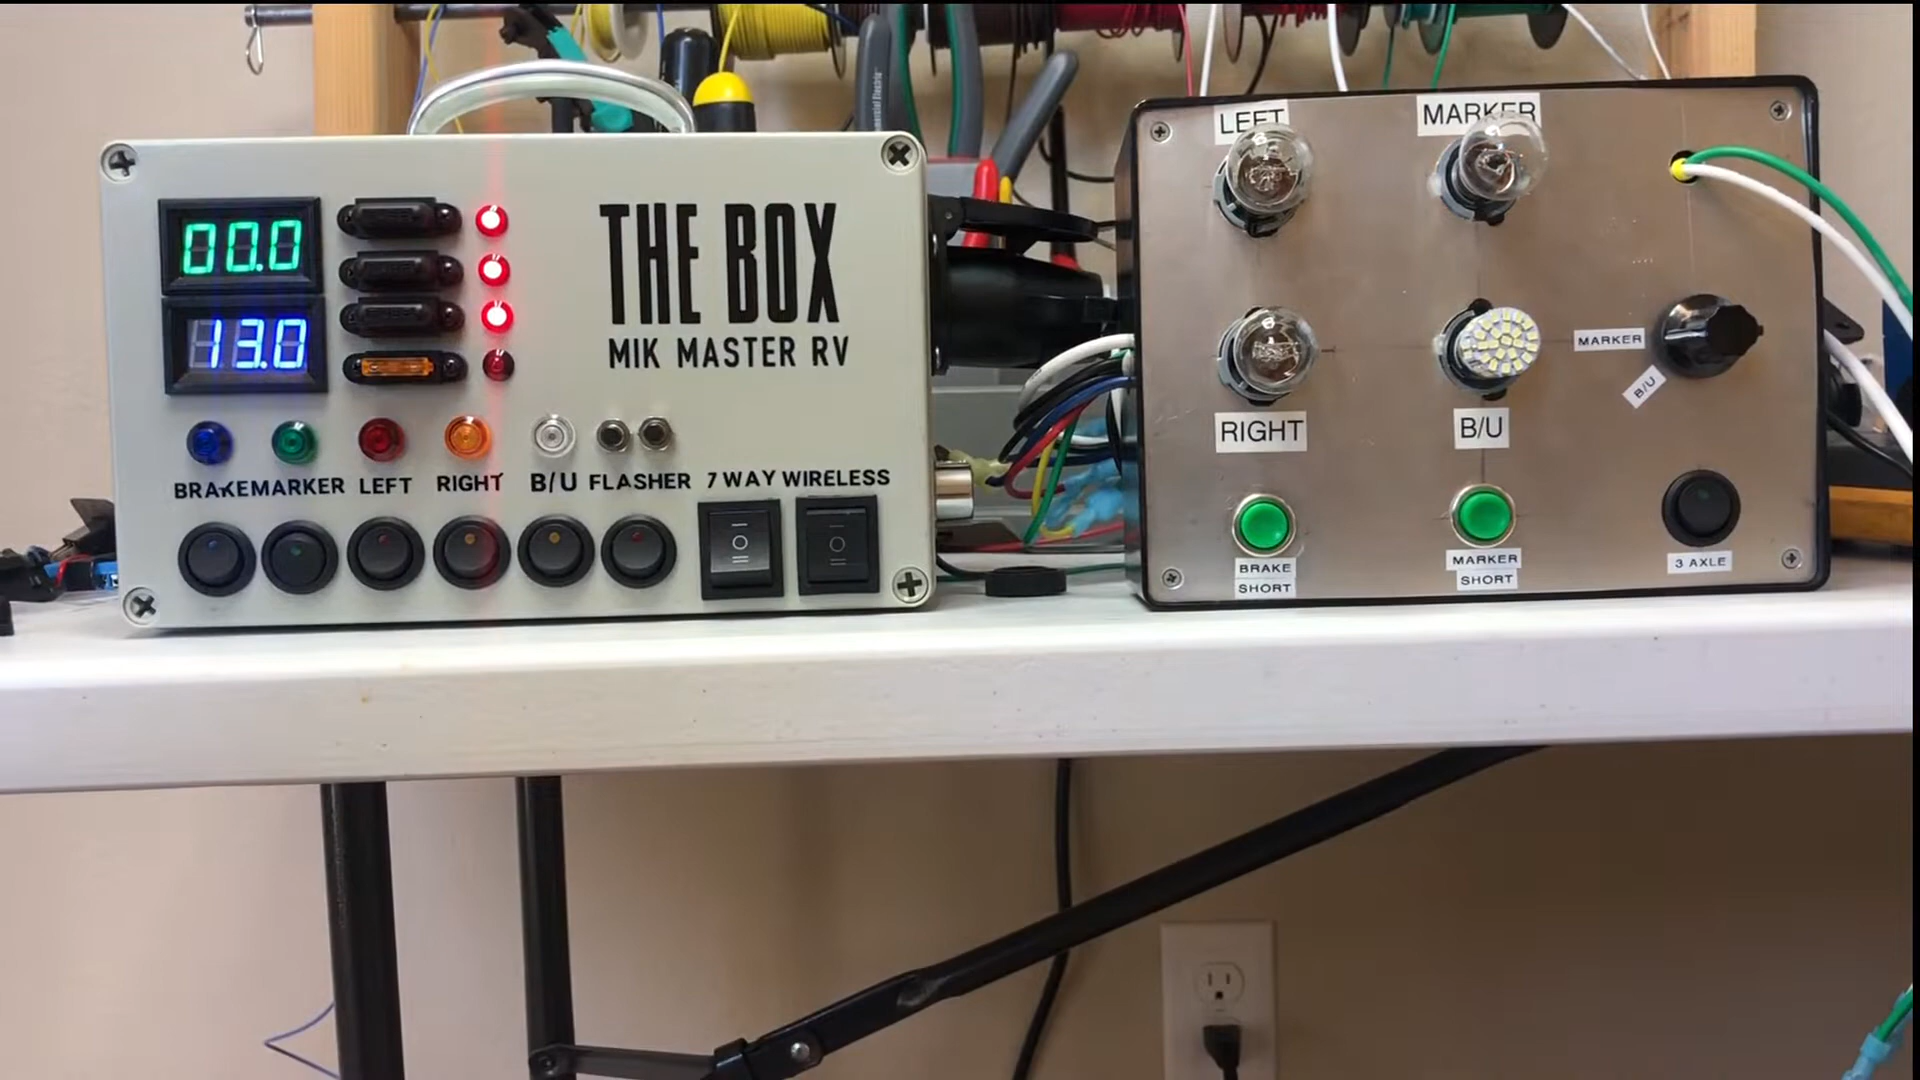 00.0
13.0
THE BOX
MIK MASTER RV
BRAKE MARKER LEFT RIGHT B/U FLASHER 7 WAY WIRELESS
LEFT
MARKER
RIGHT
B/U
MARKER
B/U
BRAKE
SHORT
MARKER
SHORT
3 AXLE